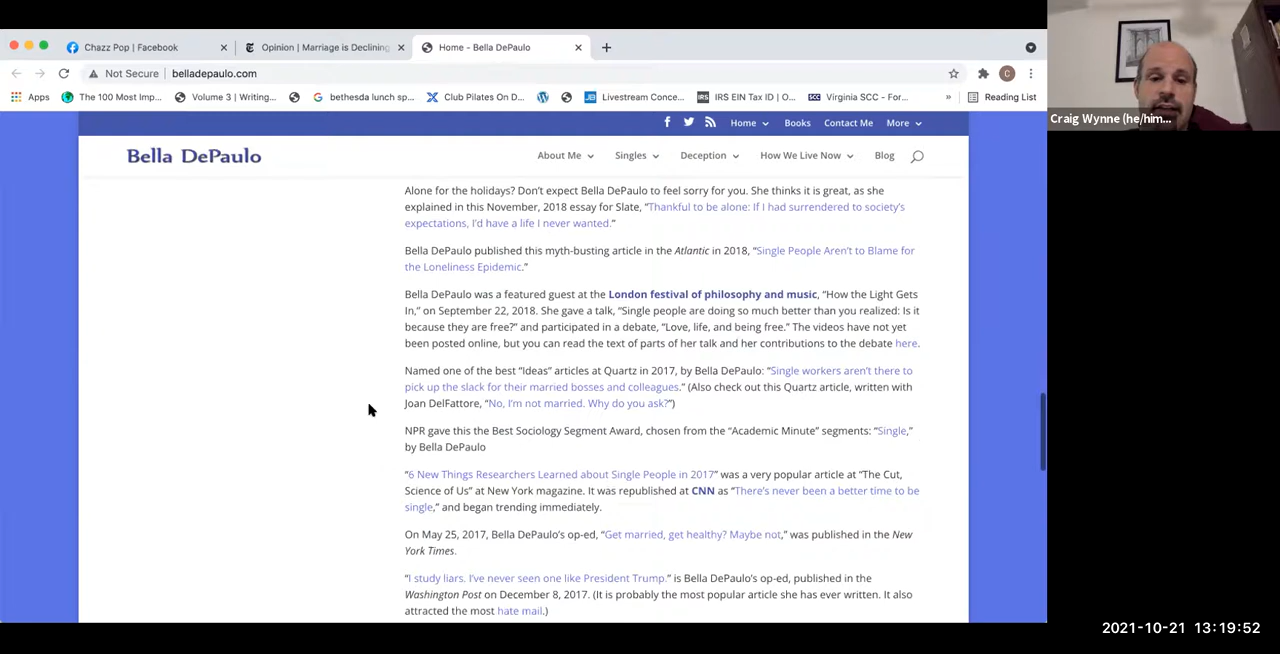 Chazz Pop | Facebook
Opinion | Marriage is Declining
Home - Bella DePaulo
Not Secure | belladepaulo.com
Apps
The 100 Most Imp...
Volume 3 | Writing...
bethesda lunch sp...
Club Pilates On D...
Livestream Conce...
IRS EIN Tax ID | O...
Virginia SCC - For...
»
Reading List
Craig Wynne (he/him...
Home
Books
Contact Me
More
Bella DePaulo
About Me
Singles
Deception
How We Live Now
Blog
Alone for the holidays? Don't expect Bella DePaulo to feel sorry for you. She thinks it is great, as she
explained in this November, 2018 essay for Slate, “Thankful to be alone: If I had surrendered to society's
expectations, I'd have a life I never wanted.”
Bella DePaulo published this myth-busting article in the Atlantic in 2018, “Single People Aren't to Blame for
the Loneliness Epidemic.”
Bella DePaulo was a featured guest at the London festival of philosophy and music, “How the Light Gets
In,” on September 22, 2018. She gave a talk, “Single people are doing so much better than you realized: Is it
because they are free?” and participated in a debate, “Love, life, and being free.” The videos have not yet
been posted online, but you can read the text of parts of her talk and her contributions to the debate here.
Named one of the best “Ideas” articles at Quartz in 2017, by Bella DePaulo: “Single workers aren't there to
pick up the slack for their married bosses and colleagues.” (Also check out this Quartz article, written with
Joan DelFattore, “No, I'm not married. Why do you ask?”)
NPR gave this the Best Sociology Segment Award, chosen from the “Academic Minute” segments: “Single,”
by Bella DePaulo
“6 New Things Researchers Learned about Single People in 2017” was a very popular article at “The Cut,
Science of Us” at New York magazine. It was republished at CNN as “There's never been a better time to be
single,” and began trending immediately.
On May 25, 2017, Bella DePaulo's op-ed, “Get married, get healthy? Maybe not,” was published in the New
York Times.
“I study liars. I've never seen one like President Trump.” is Bella DePaulo's op-ed, published in the
Washington Post on December 8, 2017. (It is probably the most popular article she has ever written. It also
attracted the most hate mail.)
2021-10-21 13:19:52